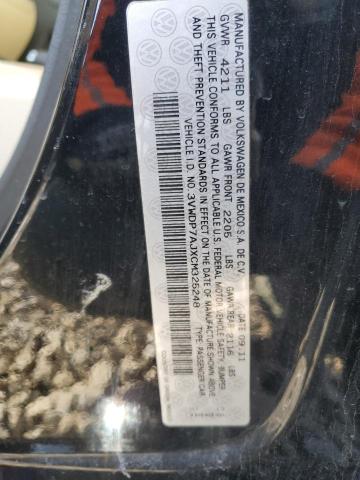 MANUFACTURED BY VOLKSWAGEN DE MEXICO S.A. DE C.V. DATE 09-11
GVWR 4211 LBS GAWR FRONT 2205 LBS GAWR REAR 2116 LBS
THIS VEHICLE CONFORMS TO ALL APPLICABLE U.S. FEDERAL MOTOR VEHICLE SAFETY, BUMPER
AND THEFT PREVENTION STANDARDS IN EFFECT ON THE DATE OF MANUFACTURE SHOWN ABOVE.
VEHICLE I.D. NO. 3VWDP7AJXCM325248 TYPE: PASSENGER CAR